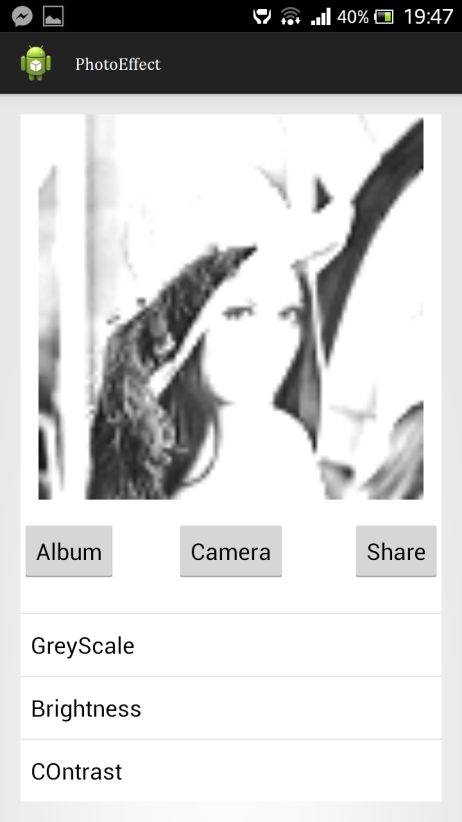 40% 19:47
PhotoEffect
Album Camera Share
GreyScale
Brightness
COntrast